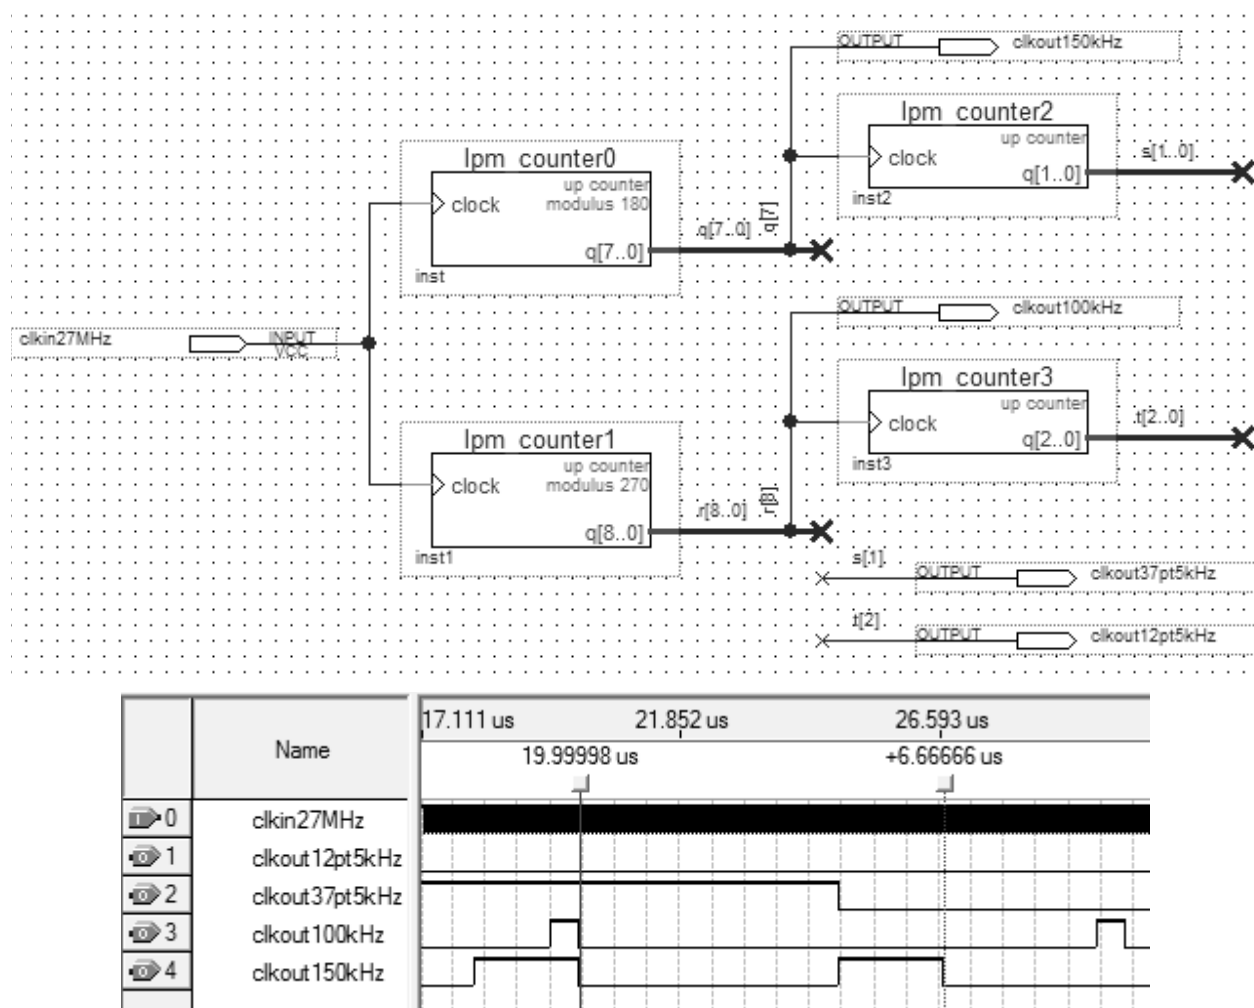 OUTPUT clkout150kHz
lpm_counter2
up counter
clock
s[1..0]
q[1..0]
inst2
lpm_counter0
up counter
modulus 180
clock
q[7..0]
q[7]
q[7..0]
inst
OUTPUT clkout100kHz
clkin27MHz INPUT
VCC
lpm_counter3
up counter
clock
t[2..0]
q[2..0]
inst3
lpm_counter1
up counter
modulus 270
clock
r[8..0]
r[8]
q[8..0]
inst1
s[1] OUTPUT clkout37pt5kHz
t[2] OUTPUT clkout12pt5kHz
17.111 us 21.852 us 26.593 us
Name
19.99998 us +6.66666 us
0 clkin27MHz
1 clkout12pt5kHz
2 clkout37pt5kHz
3 clkout100kHz
4 clkout150kHz